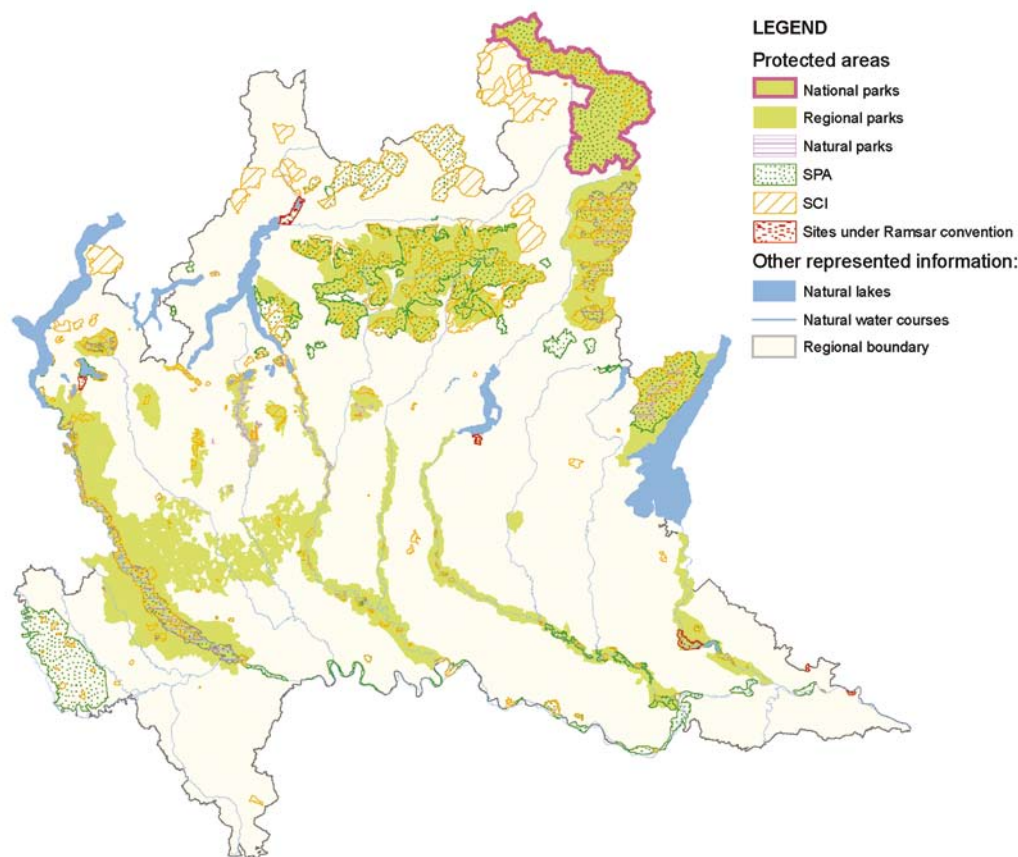 LEGEND
Protected areas
National parks
Regional parks
Natural parks
SPA
SCI
Sites under Ramsar convention
Other represented information:
Natural lakes
Natural water courses
Regional boundary